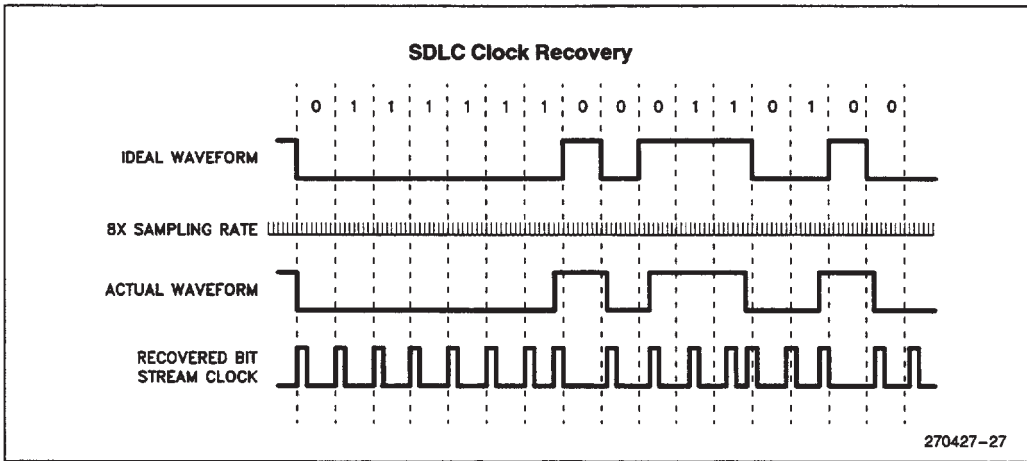 SDLC Clock Recovery
0 1 1 1 1 1 1 0 0 0 1 1 0 1 0 0
IDEAL WAVEFORM
8X SAMPLING RATE
ACTUAL WAVEFORM
RECOVERED BIT
STREAM CLOCK
270427-27